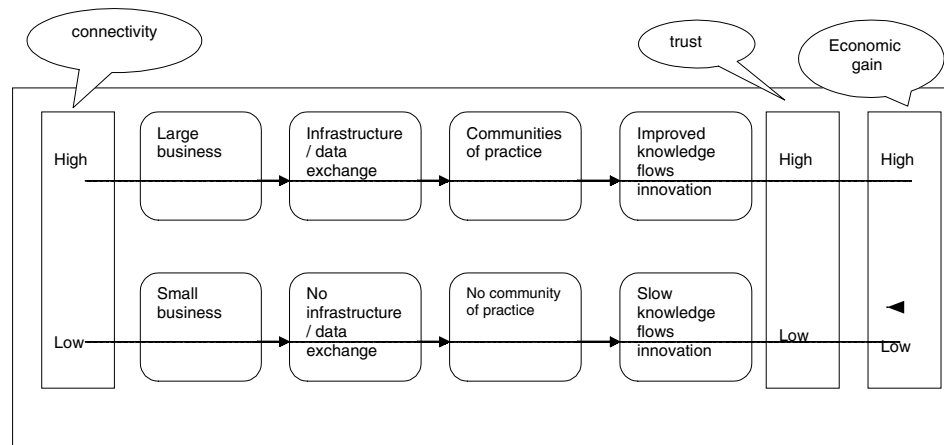 connectivity
trust
Economic
gain
High
Large
business
Infrastructure
/ data
exchange
Communities
of practice
Improved
knowledge
flows
innovation
High
High
Low
Small
business
No
infrastructure
/ data
exchange
No community
of practice
Slow
knowledge
flows
innovation
Low
Low